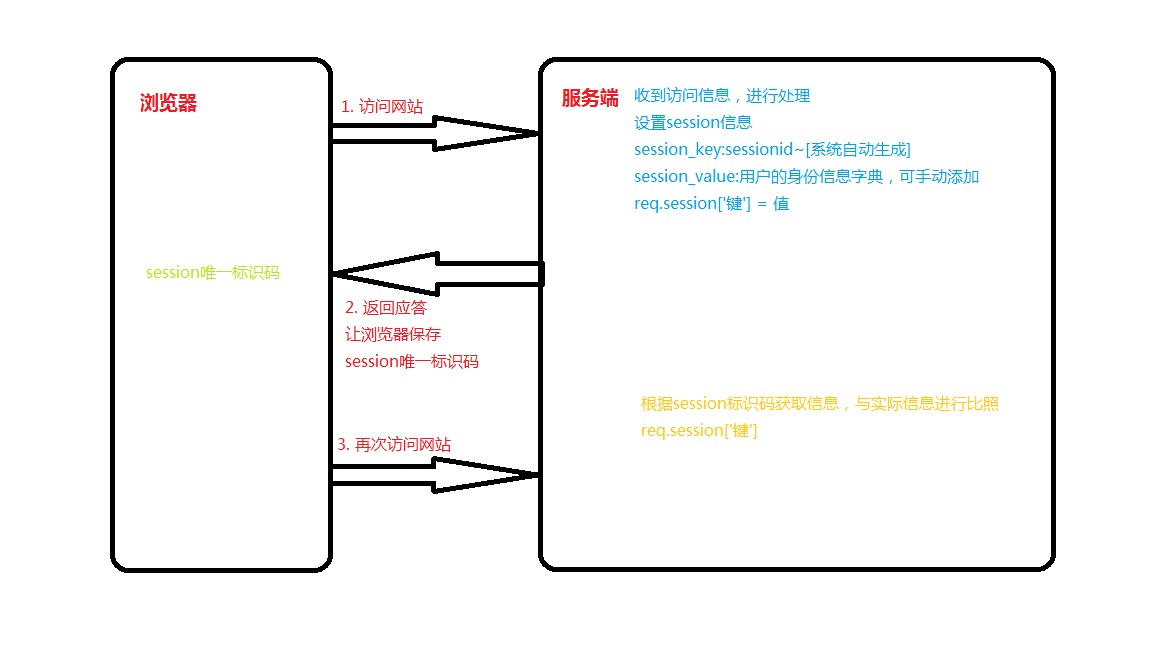 浏览器
1. 访问网站
服务端
收到访问信息，进行处理
设置session信息
session_key:sessionid~[系统自动生成]
session_value:用户的身份信息字典，可手动添加
req.session['键'] = 值
session唯一标识码
2. 返回应答
让浏览器保存
session唯一标识码
根据session标识码获取信息，与实际信息进行比照
req.session['键']
3. 再次访问网站